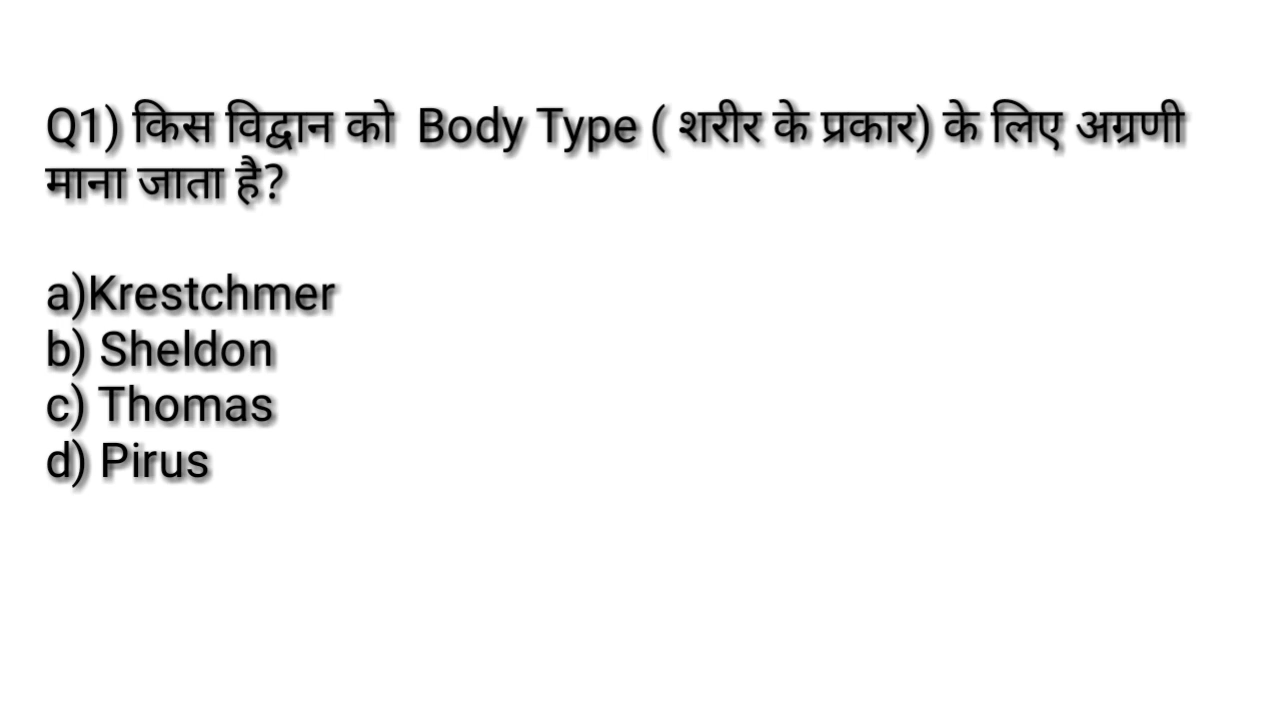 Q1) किस विद्वान को  Body Type ( शरीर के प्रकार) के लिए अग्रणी
माना जाता है?
a)Krestchmer
b) Sheldon
c) Thomas
d) Pirus